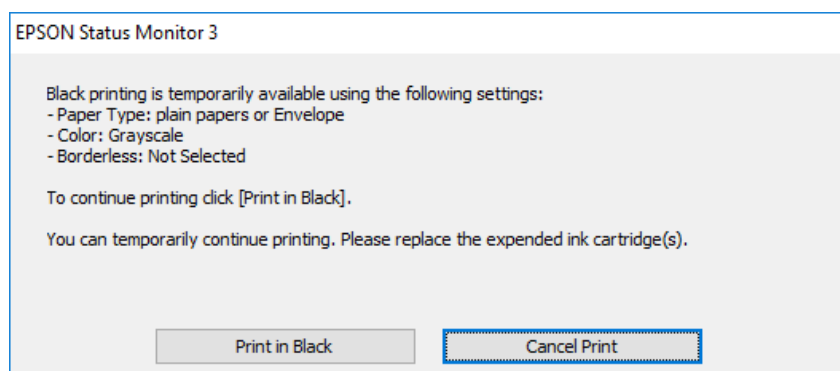 EPSON Status Monitor 3
Black printing is temporarily available using the following settings:
- Paper Type: plain papers or Envelope
- Color: Grayscale
- Borderless: Not Selected
To continue printing click [Print in Black].
You can temporarily continue printing. Please replace the expended ink cartridge(s).
Print in Black
Cancel Print